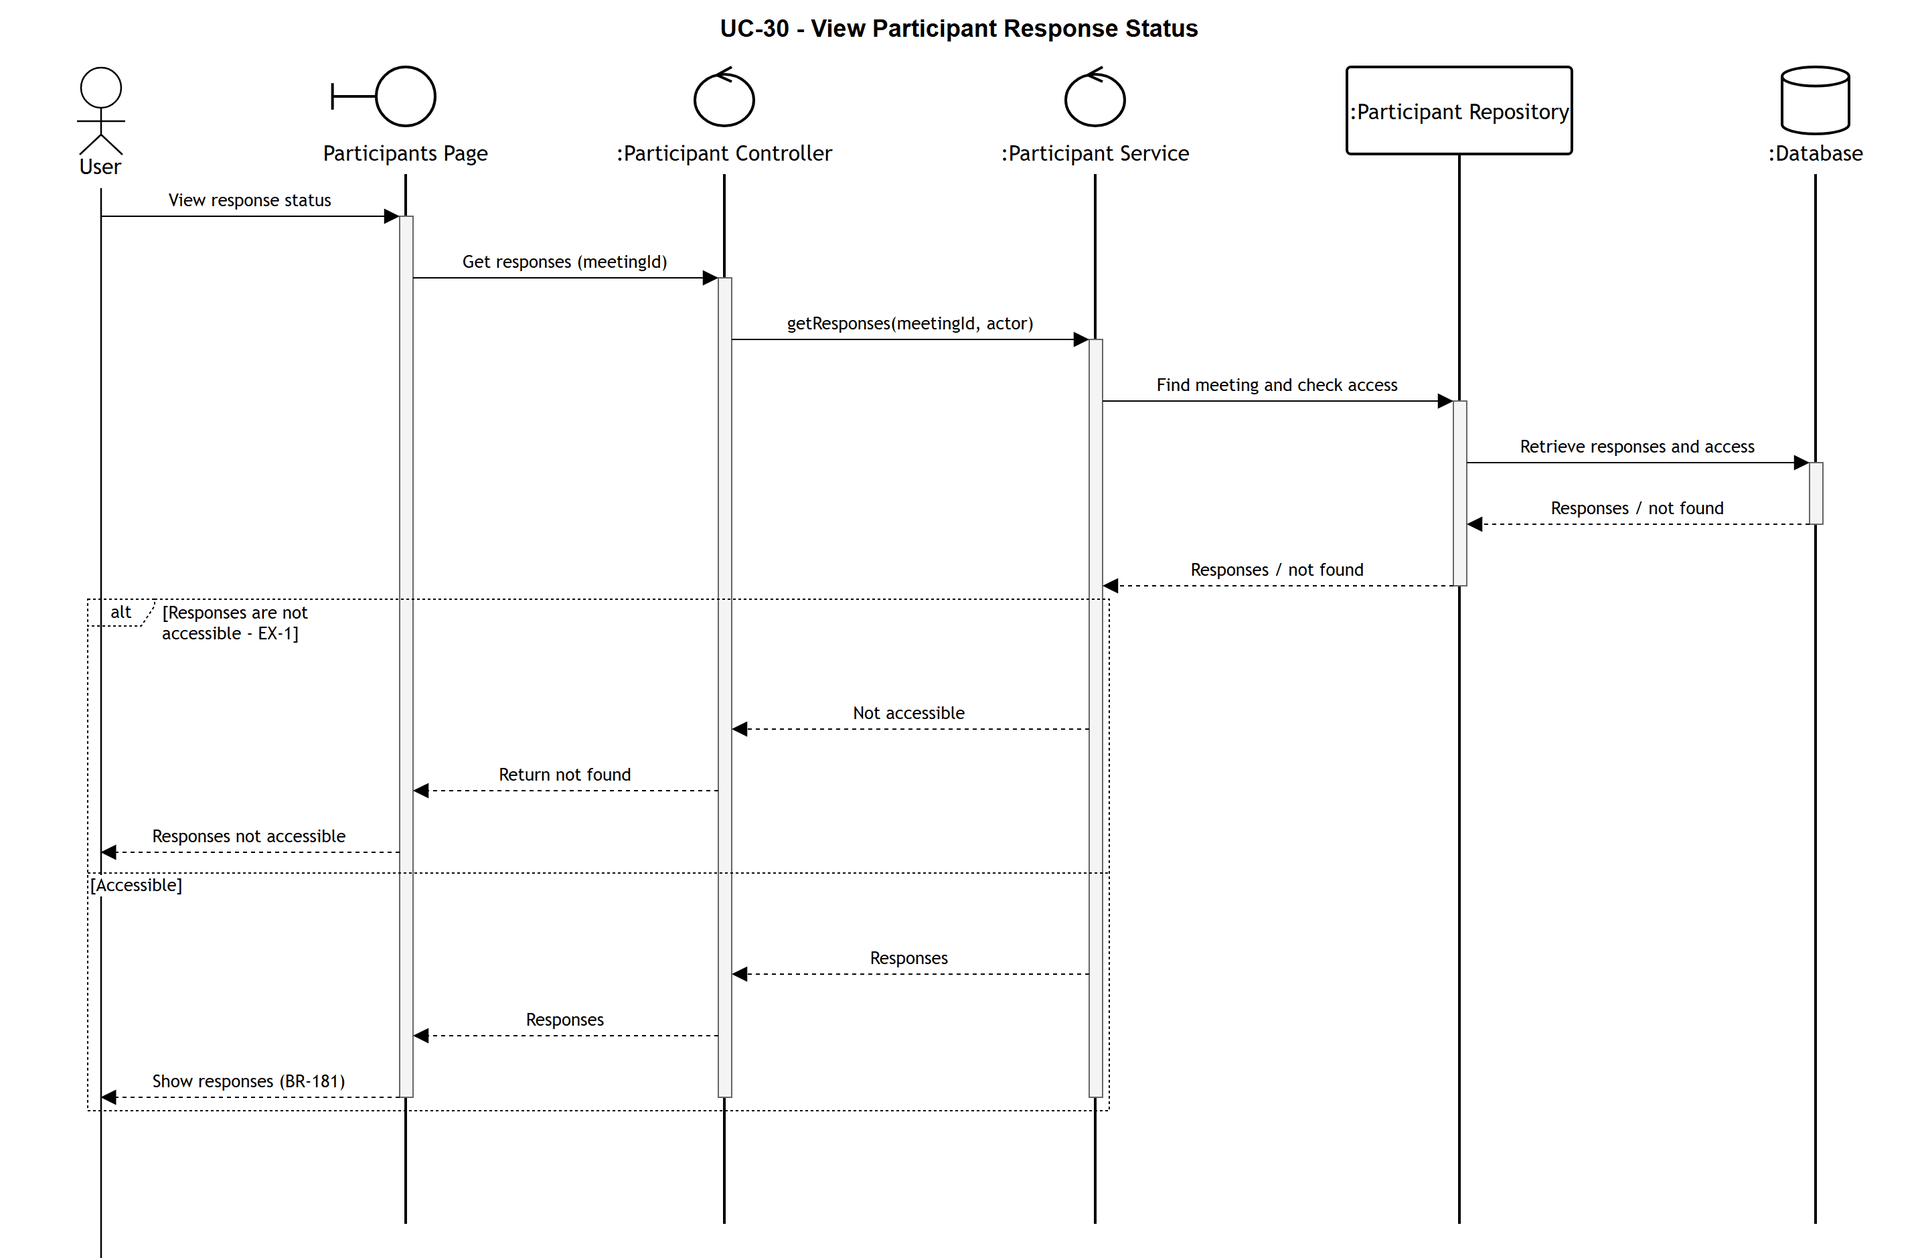 UC-30 - View Participant Response Status
User
Participants Page
:Participant Controller
:Participant Service
:Participant Repository
:Database
View response status
Get responses (meetingId)
getResponses(meetingId, actor)
Find meeting and check access
Retrieve responses and access
Responses / not found
Responses / not found
alt
[Responses are not
accessible - EX-1]
Not accessible
Return not found
Responses not accessible
[Accessible]
Responses
Responses
Show responses (BR-181)